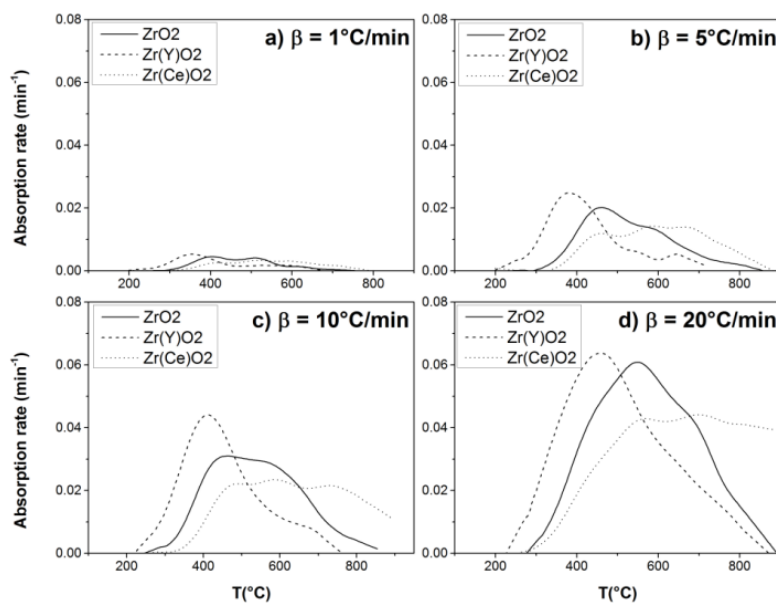 a) β = 1°C/min
ZrO2
Zr(Y)O2
Zr(Ce)O2
Absorption rate (min⁻¹)
0.08
0.06
0.04
0.02
0.00
200 400 600 800
b) β = 5°C/min
ZrO2
Zr(Y)O2
Zr(Ce)O2
0.08
0.06
0.04
0.02
0.00
200 400 600 800
c) β = 10°C/min
ZrO2
Zr(Y)O2
Zr(Ce)O2
Absorption rate (min⁻¹)
0.08
0.06
0.04
0.02
0.00
200 400 600 800
T(°C)
d) β = 20°C/min
ZrO2
Zr(Y)O2
Zr(Ce)O2
0.08
0.06
0.04
0.02
0.00
200 400 600 800
T(°C)